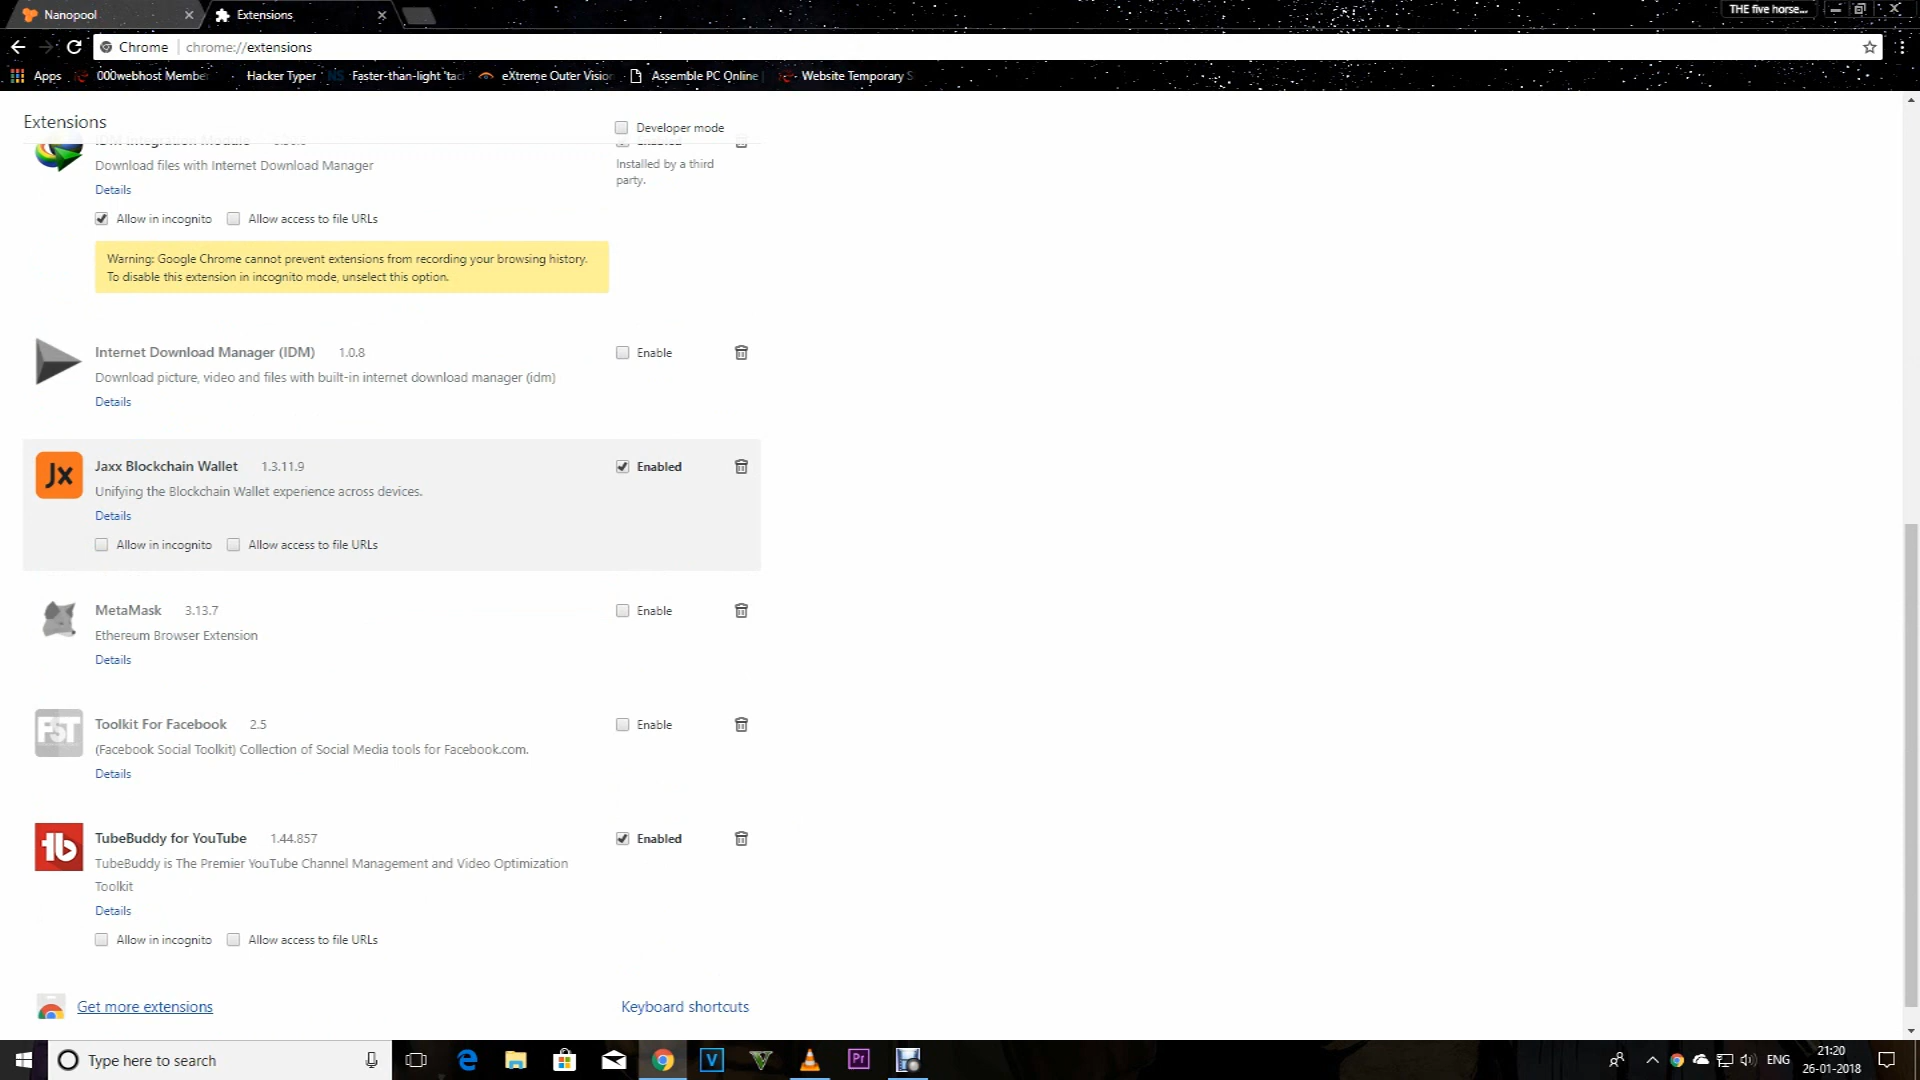 Nanopool
Extensions
THE five horse...
Chrome
chrome://extensions
Apps
000webhost Membe
Hacker Typer
Faster-than-light 'tac
eXtreme Outer Vision
Assemble PC Online |
Website Temporary S
Extensions
Developer mode
Download files with Internet Download Manager
Installed by a third
party.
Details
Allow in incognito
Allow access to file URLs
Warning: Google Chrome cannot prevent extensions from recording your browsing history.
To disable this extension in incognito mode, unselect this option.
Internet Download Manager (IDM) 1.0.8
Enable
Download picture, video and files with built-in internet download manager (idm)
Details
Jx
Jaxx Blockchain Wallet 1.3.11.9
Enabled
Unifying the Blockchain Wallet experience across devices.
Details
Allow in incognito
Allow access to file URLs
MetaMask 3.13.7
Enable
Ethereum Browser Extension
Details
FST
Toolkit For Facebook 2.5
Enable
(Facebook Social Toolkit) Collection of Social Media tools for Facebook.com.
Details
tb
TubeBuddy for YouTube 1.44.857
Enabled
TubeBuddy is The Premier YouTube Channel Management and Video Optimization
Toolkit
Details
Allow in incognito
Allow access to file URLs
Get more extensions
Keyboard shortcuts
Type here to search
V
Pr
ENG
21:20
26-01-2018